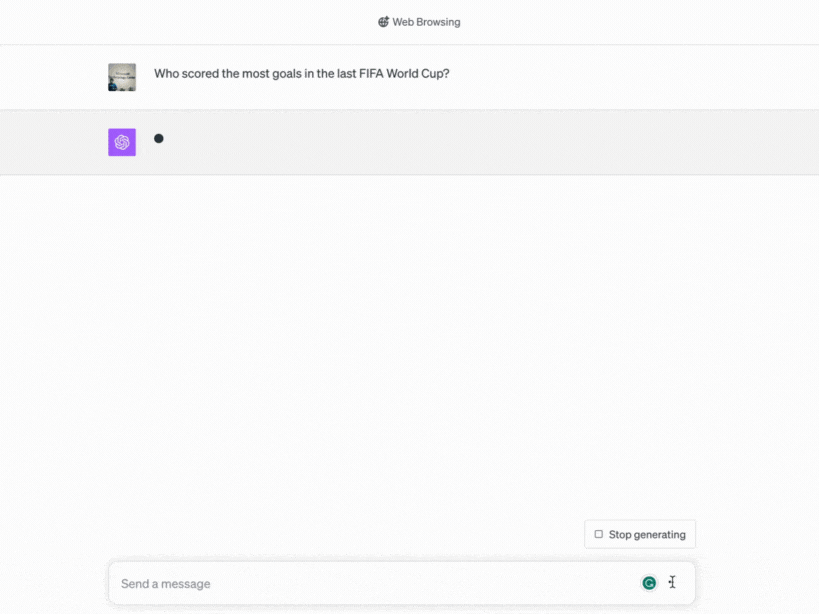 Web Browsing
Who scored the most goals in the last FIFA World Cup?
Stop generating
Send a message